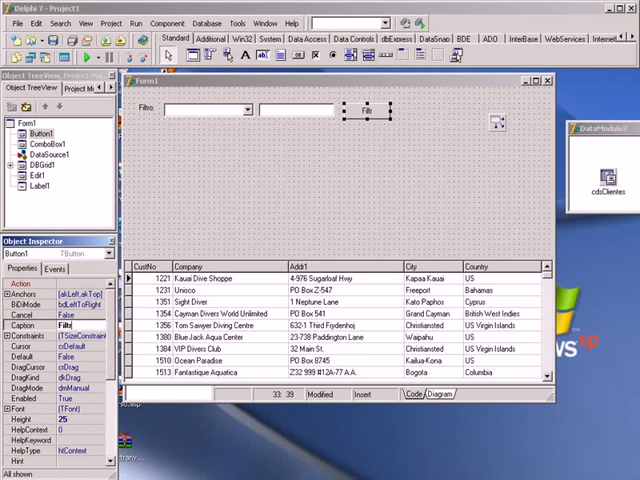 Delphi 7 - Project1
File Edit Search View Project Run Component Database Tools Window Help
Standard Additional Win32 System Data Access Data Controls dbExpress DataSnap BDE ADO InterBase WebServices Internet
Object TreeView Project Ma
Object TreeView Project M
Form1
Button1
ComboBox1
DataSource1
DBGrid1
Edit1
Label1
Object Inspector
Button1 TButton
Properties Events
Action
Anchors [akLeft,akTop]
BiDiMode bdLeftToRight
Cancel False
Caption Filtr
Constraints (TSizeConstraint
Cursor crDefault
Default False
DragCursor crDrag
DragKind dkDrag
DragMode dmManual
Enabled True
Font (TFont)
Height 25
HelpContext 0
HelpKeyword
HelpType htContext
Hint
All shown
Form1
Filtro:
Filtr
CustNo Company Addr1 City Country
1221 Kauai Dive Shoppe 4-976 Sugarloaf Hwy Kapaa Kauai US
1231 Unisco PO Box Z-547 Freeport Bahamas
1351 Sight Diver 1 Neptune Lane Kato Paphos Cyprus
1354 Cayman Divers World Unlimited PO Box 541 Grand Cayman British West Indies
1356 Tom Sawyer Diving Centre 632-1 Third Frydenhoj Christiansted US Virgin Islands
1380 Blue Jack Aqua Center 23-738 Paddington Lane Waipahu US
1384 VIP Divers Club 32 Main St. Christiansted US Virgin Islands
1510 Ocean Paradise PO Box 8745 Kailua-Kona US
1513 Fantastique Aquatica Z32 999 #12A-77 A.A. Bogota Columbia
33: 39 Modified Insert Code Diagram
DataModule2
cdsClientes
ws xp